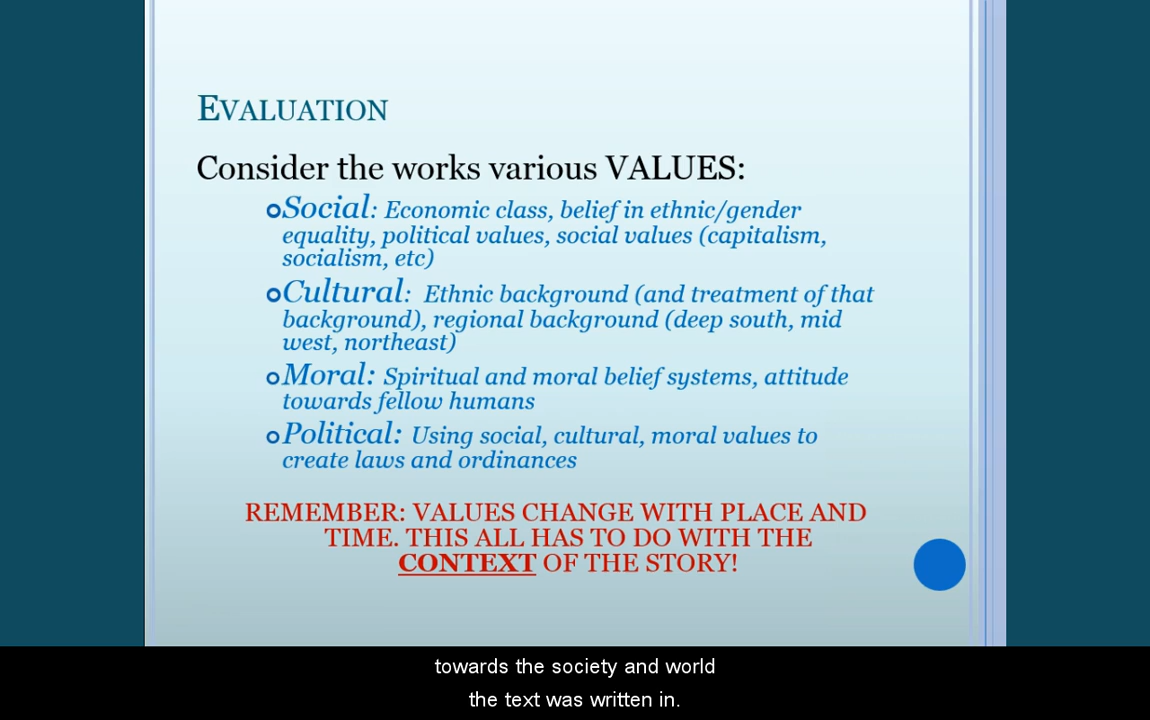 EVALUATION
Consider the works various VALUES:
Social: Economic class, belief in ethnic/gender
equality, political values, social values (capitalism,
socialism, etc)
Cultural: Ethnic background (and treatment of that
background), regional background (deep south, mid
west, northeast)
Moral: Spiritual and moral belief systems, attitude
towards fellow humans
Political: Using social, cultural, moral values to
create laws and ordinances
REMEMBER: VALUES CHANGE WITH PLACE AND
TIME. THIS ALL HAS TO DO WITH THE
CONTEXT OF THE STORY!
towards the society and world
the text was written in.